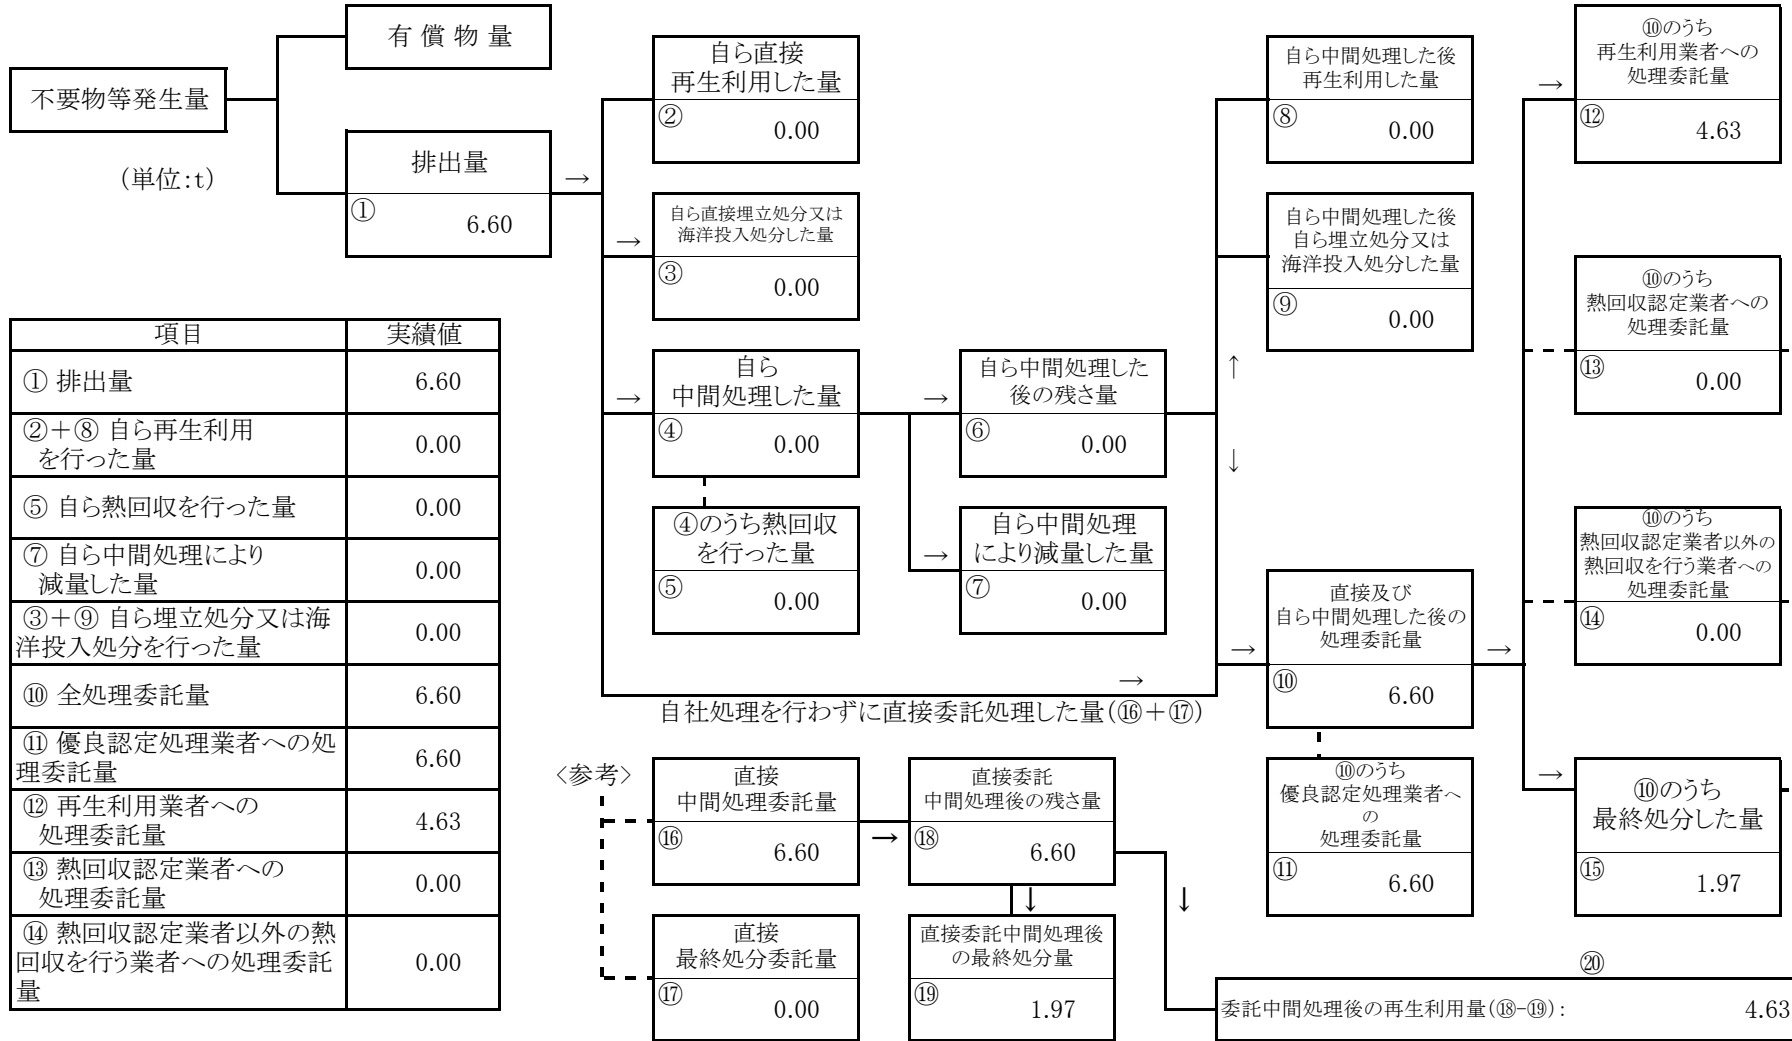 不要物等発生量
(単位:t)
有 償 物 量
排出量
① 6.60
→
自ら直接
再生利用した量
② 0.00
→
自ら直接埋立処分又は
海洋投入処分した量
③ 0.00
→
自ら
中間処理した量
④ 0.00
④のうち熱回収
を行った量
⑤ 0.00
→
自ら中間処理した
後の残さ量
⑥ 0.00
→
自ら中間処理
により減量した量
⑦ 0.00
↑
↓
自ら中間処理した後
再生利用した量
⑧ 0.00
自ら中間処理した後
自ら埋立処分又は
海洋投入処分した量
⑨ 0.00
→
自社処理を行わずに直接委託処理した量(⑯+⑰)
→
直接及び
自ら中間処理した後の
処理委託量
⑩ 6.60
⑩のうち
優良認定処理業者へ
の
処理委託量
⑪ 6.60
→
→
⑩のうち
再生利用業者への
処理委託量
⑫ 4.63
⑩のうち
熱回収認定業者への
処理委託量
⑬ 0.00
⑩のうち
熱回収認定業者以外の
熱回収を行う業者への
処理委託量
⑭ 0.00
→
⑩のうち
最終処分した量
⑮ 1.97
項目 実績値
① 排出量 6.60
②+⑧ 自ら再生利用
を行った量 0.00
⑤ 自ら熱回収を行った量 0.00
⑦ 自ら中間処理により
減量した量 0.00
③+⑨ 自ら埋立処分又は海
洋投入処分を行った量 0.00
⑩ 全処理委託量 6.60
⑪ 優良認定処理業者への処
理委託量 6.60
⑫ 再生利用業者への
処理委託量 4.63
⑬ 熱回収認定業者への
処理委託量 0.00
⑭ 熱回収認定業者以外の熱
回収を行う業者への処理委託
量 0.00
〈参考〉
直接
中間処理委託量
⑯ 6.60
→
直接委託
中間処理後の残さ量
⑱ 6.60
↓
↓
直接
最終処分委託量
⑰ 0.00
直接委託中間処理後
の最終処分量
⑲ 1.97
⑳
委託中間処理後の再生利用量(⑱-⑲): 4.63